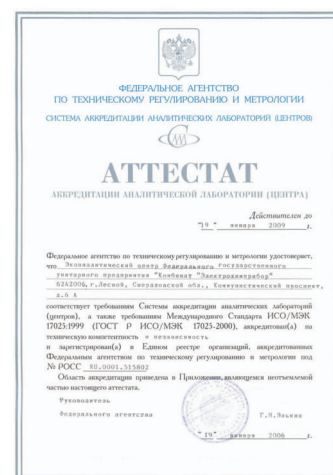 ФЕДЕРАЛЬНОЕ АГЕНТСТВО
ПО ТЕХНИЧЕСКОМУ РЕГУЛИРОВАНИЮ И МЕТРОЛОГИИ
СИСТЕМА АККРЕДИТАЦИИ АНАЛИТИЧЕСКИХ ЛАБОРАТОРИЙ (ЦЕНТРОВ)
АТТЕСТАТ
АККРЕДИТАЦИИ АНАЛИТИЧЕСКОЙ ЛАБОРАТОРИИ (ЦЕНТРА)
Действителен до
"19 " января 2009 г.
Федеральное агентство по техническому регулированию и метрологии удостоверяет,
что Экоаналитический центр Федерального государственного
унитарного предприятия "Комбинат "Электрохимприбор"
6242006, г.Лесной, Свердловской обл., Коммунистический проспект,
д.6 А
соответствует требованиям Системы аккредитации аналитических лабораторий
(центров), а также требованиям Международного Стандарта ИСО/МЭК
17025:1999 (ГОСТ Р ИСО/МЭК 17025-2000), аккредитован(а) на
техническую компетентность и независимость
и зарегистрирован(а) в Едином реестре организаций, аккредитованных
Федеральным агентством по техническому регулированию и метрологии под
№ РОСС RU.0001.515802
Область аккредитации приведена в Приложении, являющемся неотъемлемой
частью настоящего аттестата.
Руководитель
Федерального агентства Г.И.Элькин
" 19" января 2006 г.